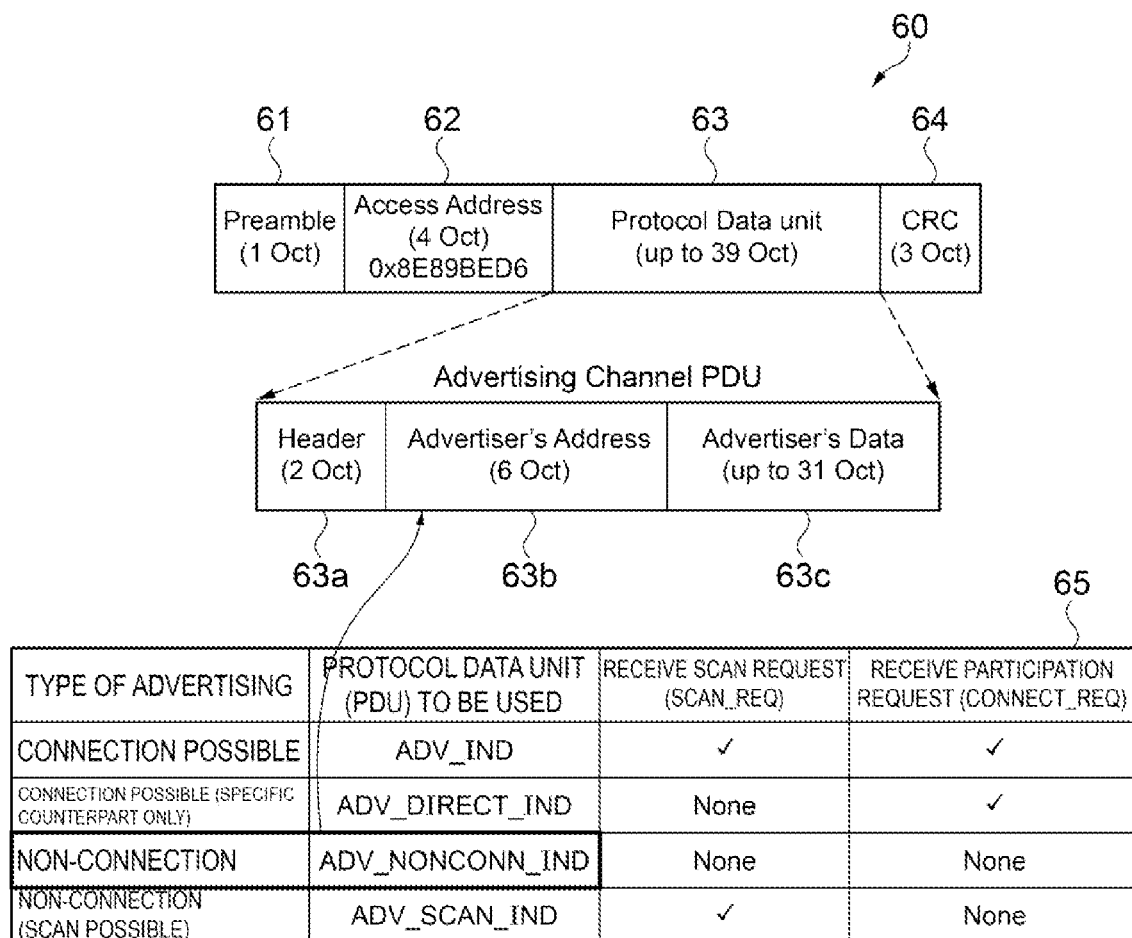 60
61 62 63 64
Preamble Access Address Protocol Data unit CRC
(1 Oct) (4 Oct) (up to 39 Oct) (3 Oct)
0x8E89BED6
Advertising Channel PDU
Header Advertiser's Address Advertiser's Data
(2 Oct) (6 Oct) (up to 31 Oct)
63a 63b 63c
65
TYPE OF ADVERTISING PROTOCOL DATA UNIT RECEIVE SCAN REQUEST RECEIVE PARTICIPATION
(PDU) TO BE USED (SCAN_REQ) REQUEST (CONNECT_REQ)
CONNECTION POSSIBLE ADV_IND ✓ ✓
CONNECTION POSSIBLE (SPECIFIC
COUNTERPART ONLY) ADV_DIRECT_IND None ✓
NON-CONNECTION ADV_NONCONN_IND None None
NON-CONNECTION
(SCAN POSSIBLE) ADV_SCAN_IND ✓ None